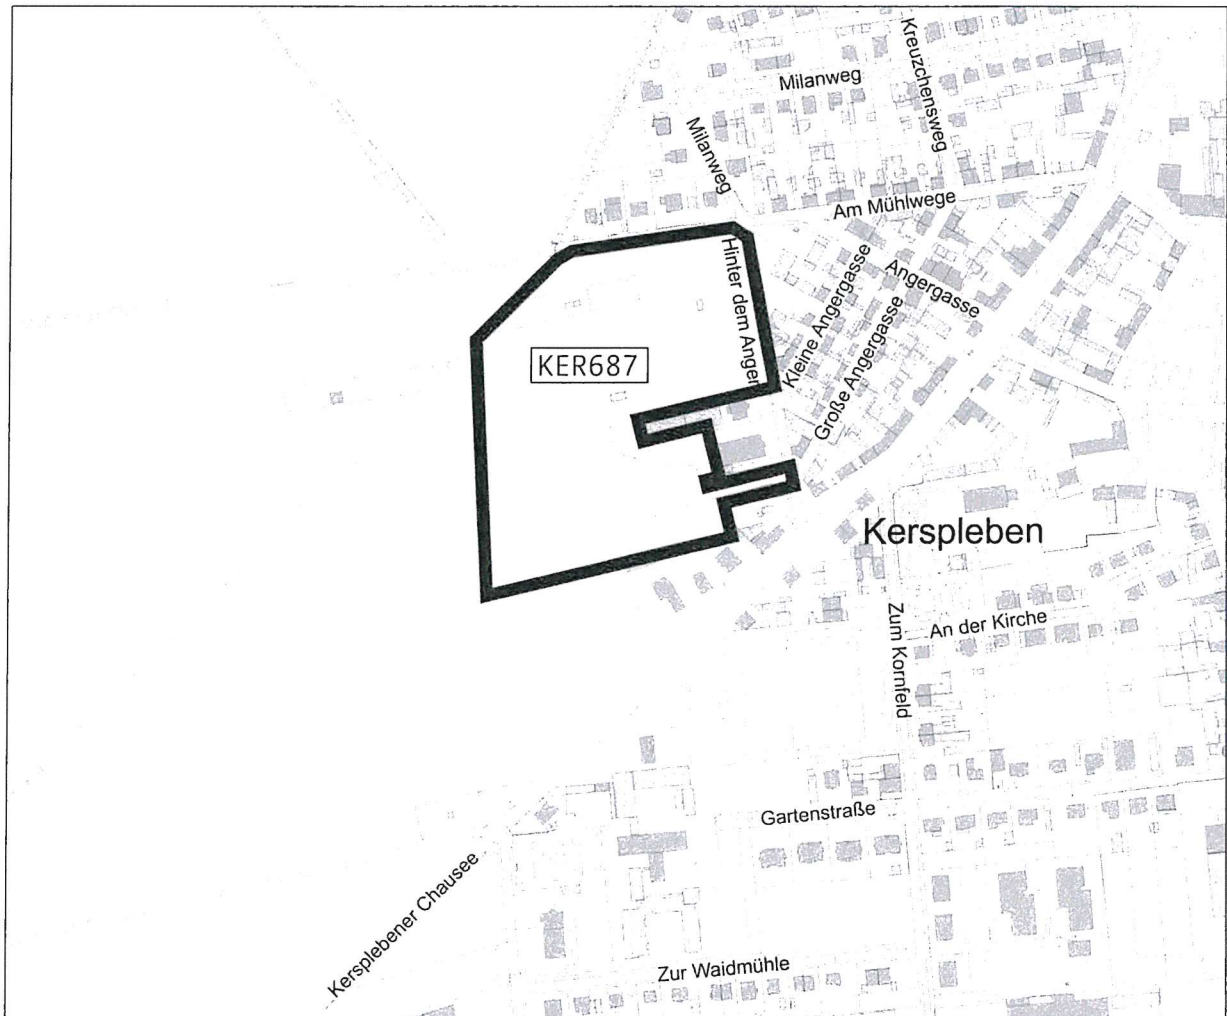 Kreuzchensweg
Milanweg
Milanweg
Am Mühlwege
Hinter dem Anger
Kleine Angergasse
Angergasse
Große Angergasse
KER687
Kerspleben
Zum Kornfeld
An der Kirche
Gartenstraße
Kersplebener Chausee
Zur Waidmühle